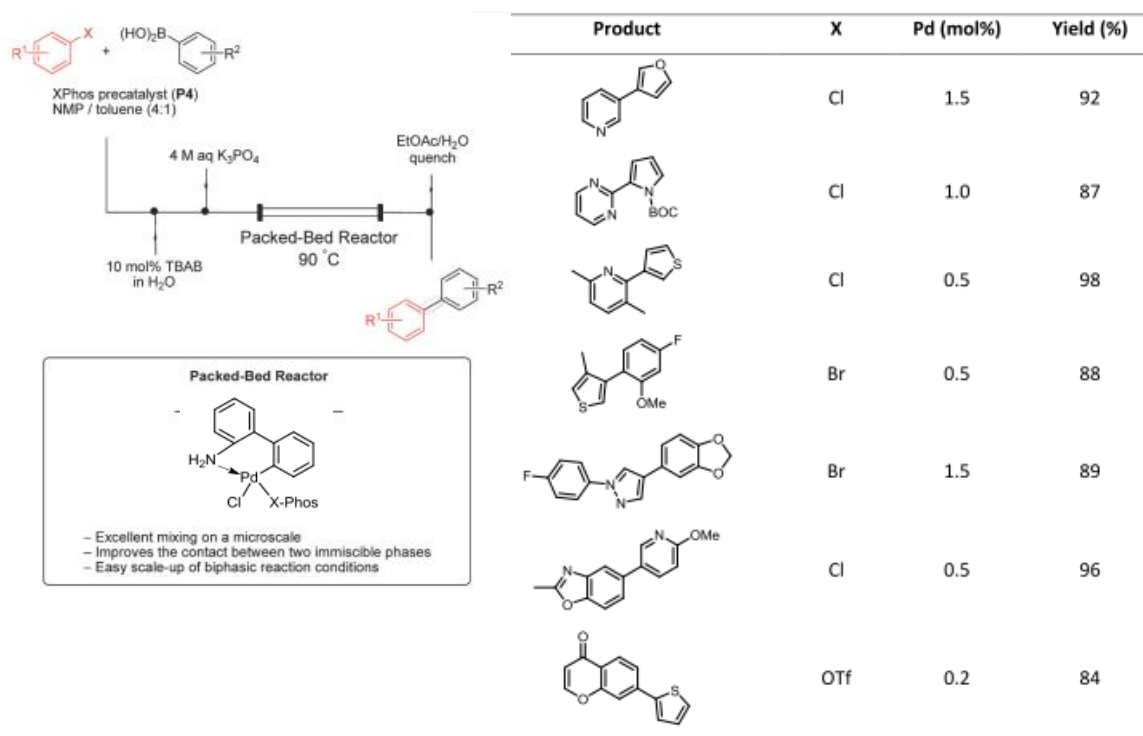 R¹
X
+
(HO)₂B
R²
XPhos precatalyst (P4)
NMP / toluene (4:1)
4 M aq K₃PO₄
EtOAc/H₂O
quench
Packed-Bed Reactor
90 °C
10 mol% TBAB
in H₂O
R²
R¹
Packed-Bed Reactor
H₂N
Pd
Cl
X-Phos
– Excellent mixing on a microscale
– Improves the contact between two immiscible phases
– Easy scale-up of biphasic reaction conditions
Product X Pd (mol%) Yield (%)
O
N
Cl 1.5 92
N
N
N
BOC
Cl 1.0 87
N
S
Cl 0.5 98
F
S
OMe
Br 0.5 88
F
N
N
O
O
Br 1.5 89
N
OMe
N
O
Cl 0.5 96
O
O
S
OTf 0.2 84